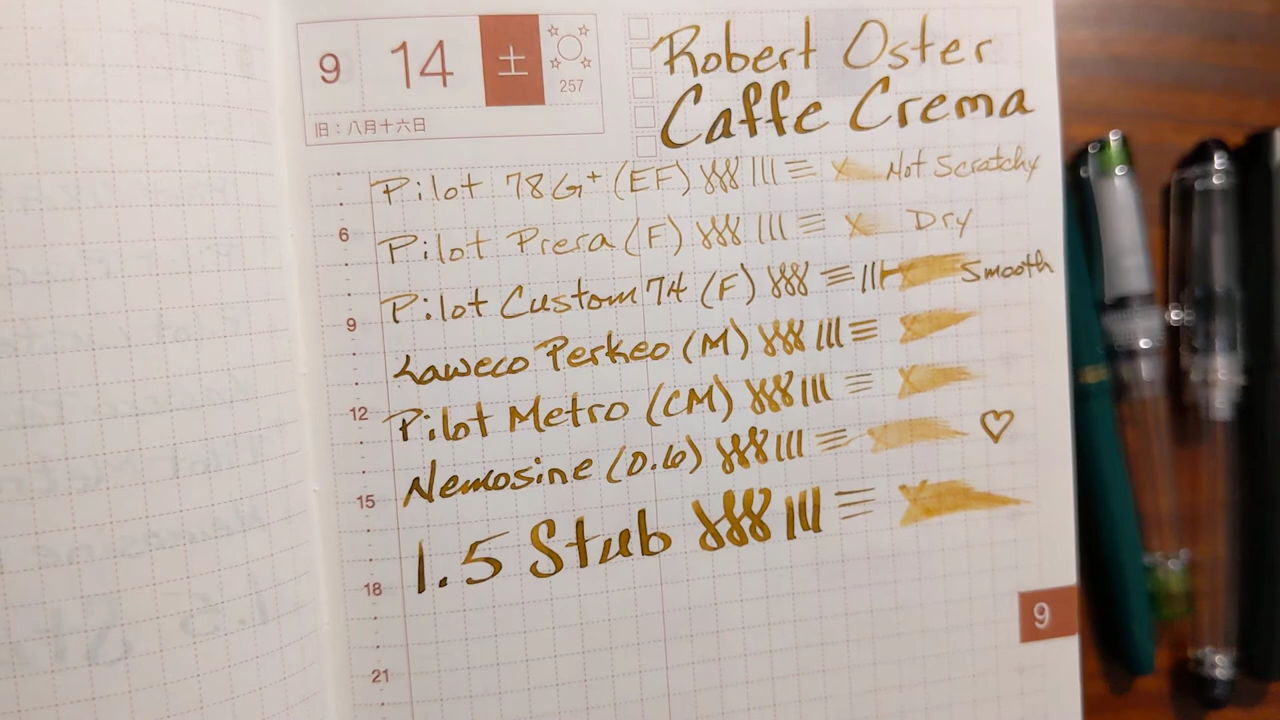 9 14 土
257
旧：八月十六日
Robert Oster
Caffe Crema
Pilot 78G+ (EF) Not Scratchy
6
Pilot Prera (F) Dry
Pilot Custom 74 (F) Smooth
9
Kaweco Perkeo (M)
12
Pilot Metro (CM)
Nemosine (0.6)
15
1.5 Stub
18
9
21